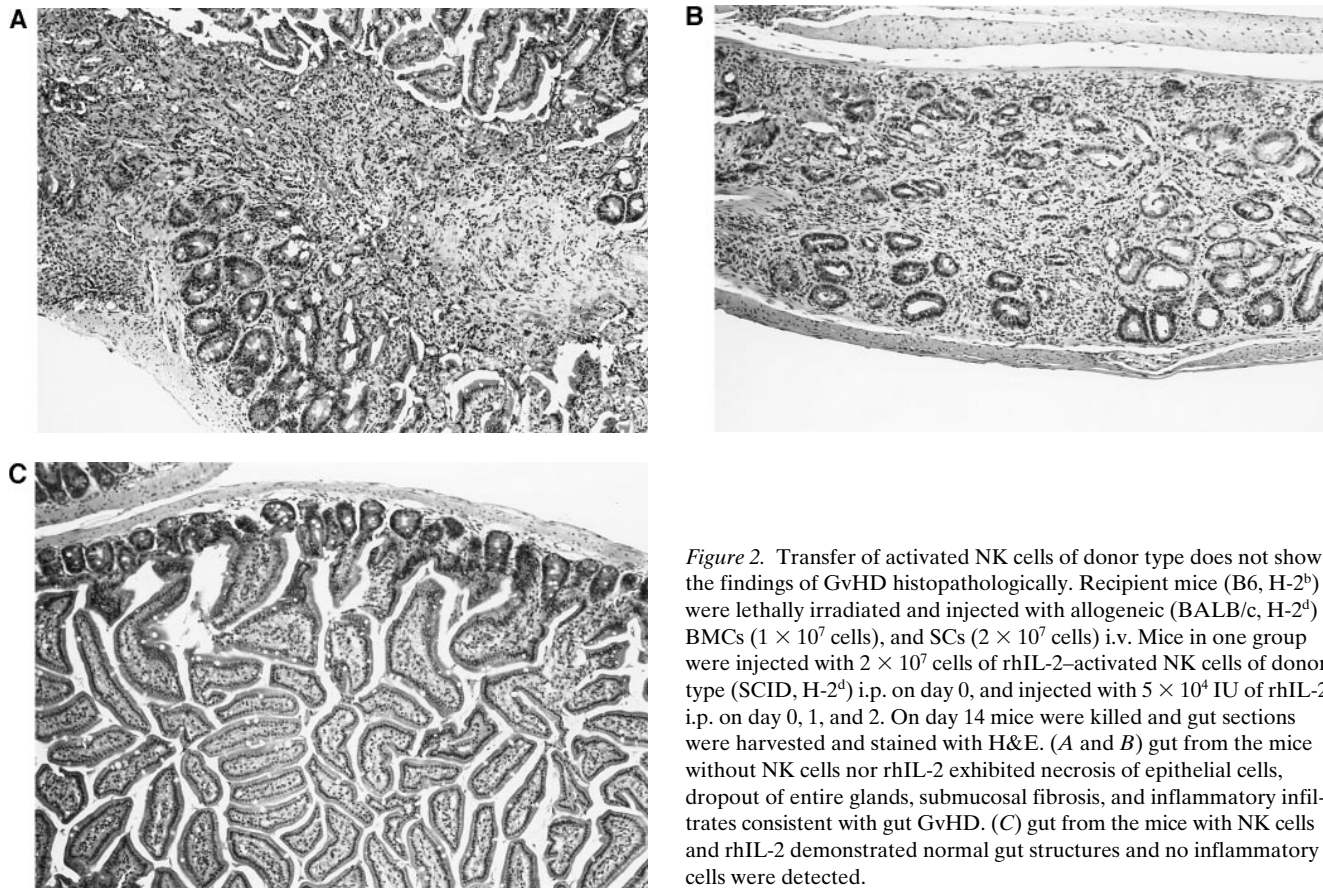 A
B
C
Figure 2. Transfer of activated NK cells of donor type does not show
the findings of GvHD histopathologically. Recipient mice (B6, H-2ᵇ)
were lethally irradiated and injected with allogeneic (BALB/c, H-2ᵈ)
BMCs (1 × 10⁷ cells), and SCs (2 × 10⁷ cells) i.v. Mice in one group
were injected with 2 × 10⁷ cells of rhIL-2–activated NK cells of donor
type (SCID, H-2ᵈ) i.p. on day 0, and injected with 5 × 10⁴ IU of rhIL-2
i.p. on day 0, 1, and 2. On day 14 mice were killed and gut sections
were harvested and stained with H&E. (A and B) gut from the mice
without NK cells nor rhIL-2 exhibited necrosis of epithelial cells,
dropout of entire glands, submucosal fibrosis, and inflammatory infil-
trates consistent with gut GvHD. (C) gut from the mice with NK cells
and rhIL-2 demonstrated normal gut structures and no inflammatory
cells were detected.